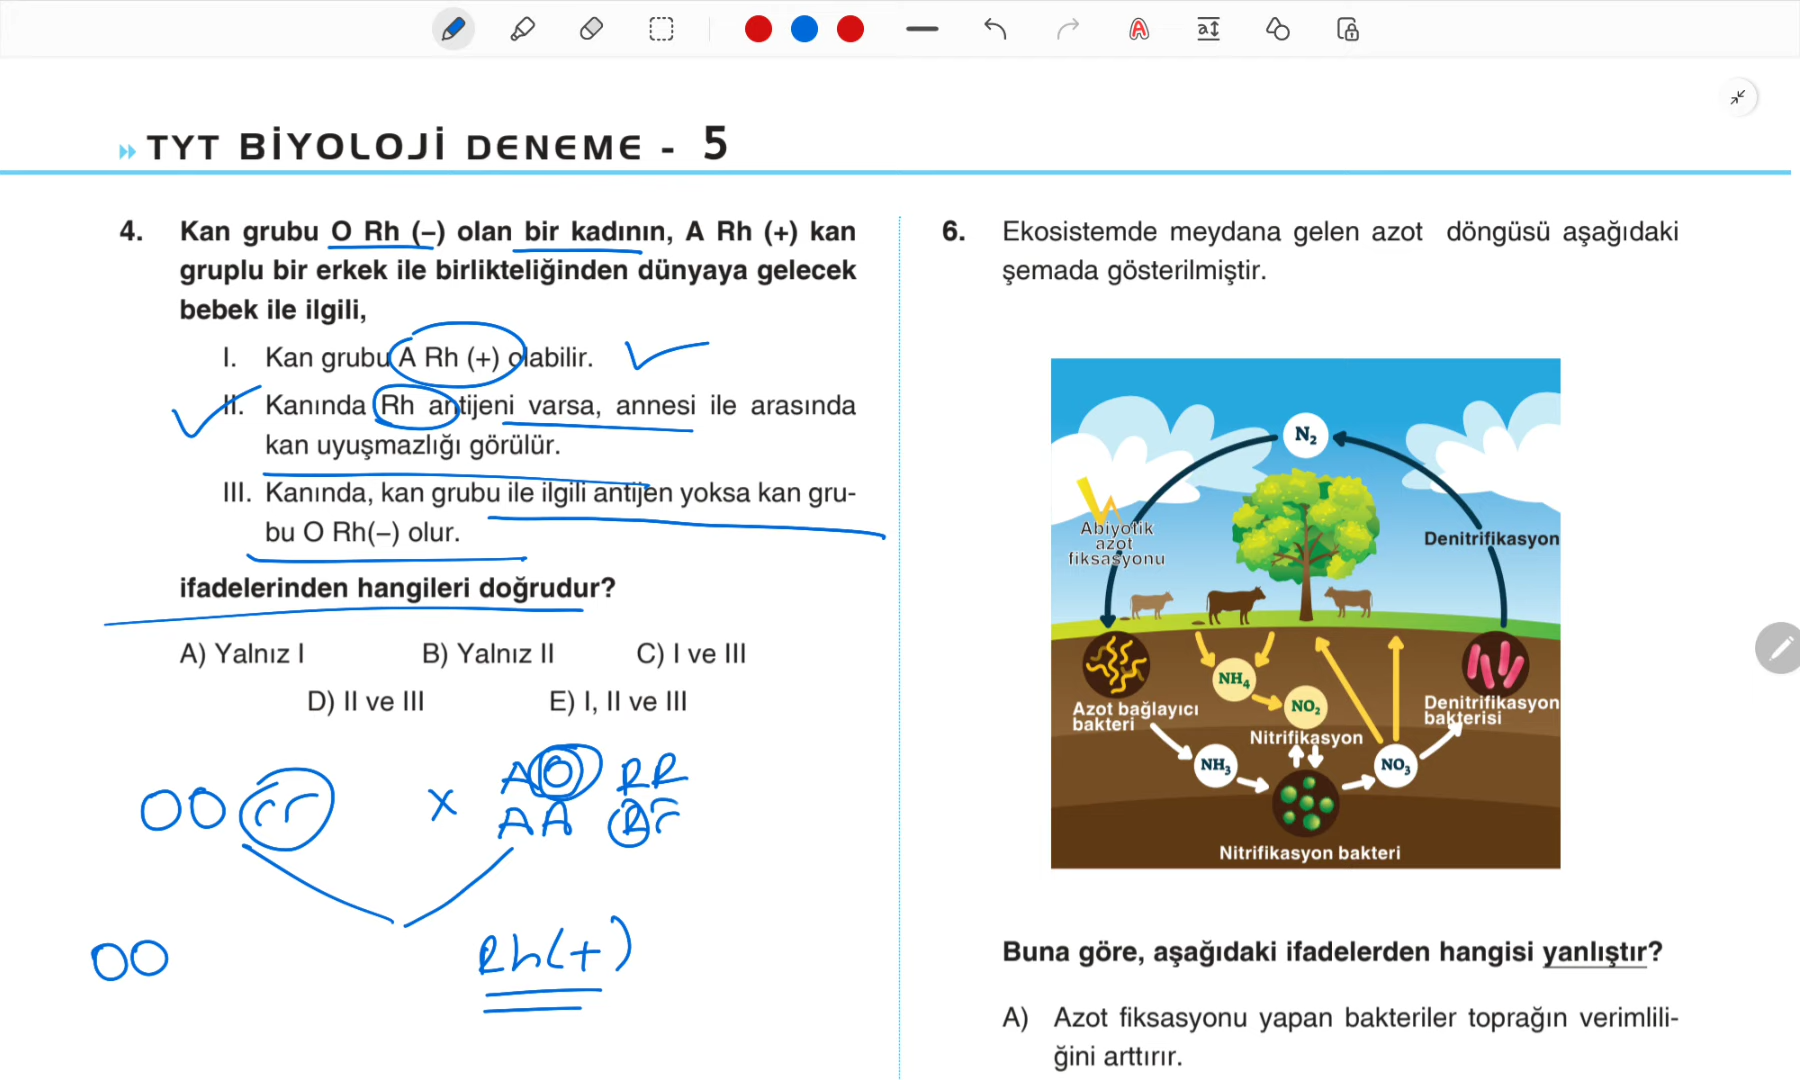 TYT BİYOLOJİ DENEME - 5
4. Kan grubu O Rh (–) olan bir kadının, A Rh (+) kan
gruplu bir erkek ile birlikteliğinden dünyaya gelecek
bebek ile ilgili,
I. Kan grubu A Rh (+) olabilir.
II. Kanında Rh antijeni varsa, annesi ile arasında
kan uyuşmazlığı görülür.
III. Kanında, kan grubu ile ilgili antijen yoksa kan gru-
bu O Rh(–) olur.
ifadelerinden hangileri doğrudur?
A) Yalnız I B) Yalnız II C) I ve III
D) II ve III E) I, II ve III
AO RR
OO rr x
AA Rr
OO Rh(+)
6. Ekosistemde meydana gelen azot döngüsü aşağıdaki
şemada gösterilmiştir.
N₂
Abiyotik
azot
fiksasyonu
Denitrifikasyon
NH₄
NO₂
Azot bağlayıcı
bakteri
Denitrifikasyon
bakterisi
Nitrifikasyon
NH₃
NO₃
Nitrifikasyon bakteri
Buna göre, aşağıdaki ifadelerden hangisi yanlıştır?
A) Azot fiksasyonu yapan bakteriler toprağın verimlili-
ğini arttırır.